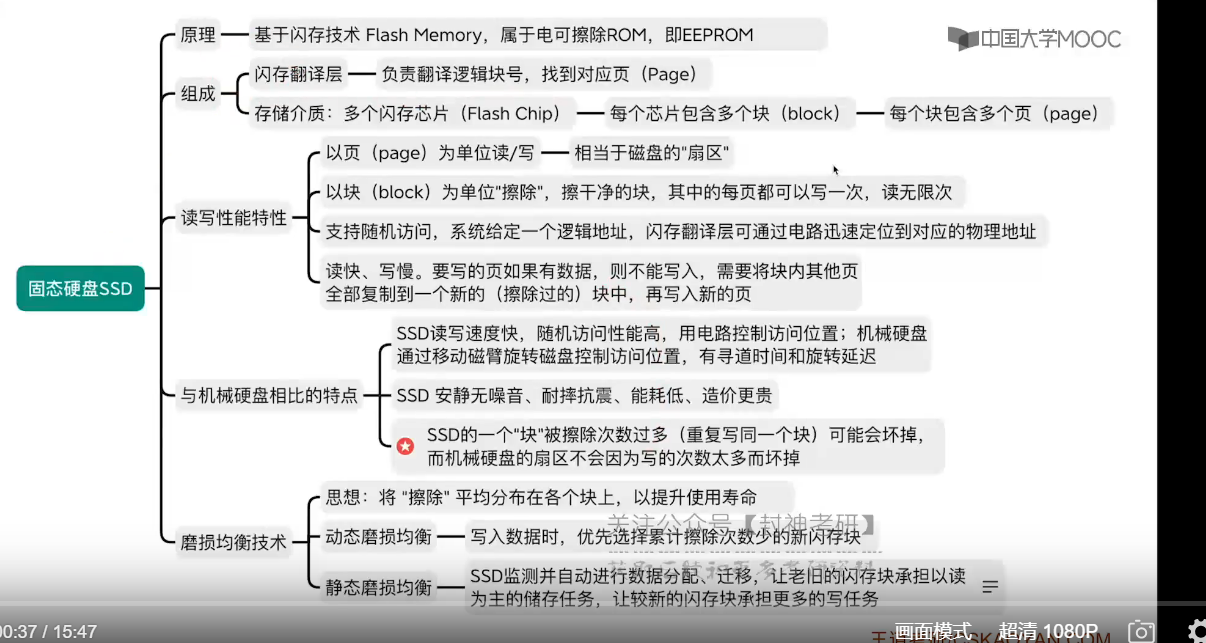 原理
基于闪存技术 Flash Memory，属于电可擦除ROM，即EEPROM
中国大学MOOC
组成
闪存翻译层
负责翻译逻辑块号，找到对应页（Page）
存储介质：多个闪存芯片（Flash Chip）
每个芯片包含多个块（block）
每个块包含多个页（page）
读写性能特性
以页（page）为单位读/写
相当于磁盘的"扇区"
以块（block）为单位"擦除"，擦干净的块，其中的每页都可以写一次，读无限次
支持随机访问，系统给定一个逻辑地址，闪存翻译层可通过电路迅速定位到对应的物理地址
读快、写慢。要写的页如果有数据，则不能写入，需要将块内其他页
全部复制到一个新的（擦除过的）块中，再写入新的页
固态硬盘SSD
与机械硬盘相比的特点
SSD读写速度快，随机访问性能高，用电路控制访问位置；机械硬盘
通过移动磁臂旋转磁盘控制访问位置，有寻道时间和旋转延迟
SSD 安静无噪音、耐摔抗震、能耗低、造价更贵
SSD的一个"块"被擦除次数过多（重复写同一个块）可能会坏掉，
而机械硬盘的扇区不会因为写的次数太多而坏掉
磨损均衡技术
思想：将 "擦除" 平均分布在各个块上，以提升使用寿命
关注公众号【封神考研】
动态磨损均衡
写入数据时，优先选择累计擦除次数少的新闪存块
静态磨损均衡
SSD监测并自动进行数据分配、迁移，让老旧的闪存块承担以读
为主的储存任务，让较新的闪存块承担更多的写任务
00:37 / 15:47
画面模式
超清 1080P